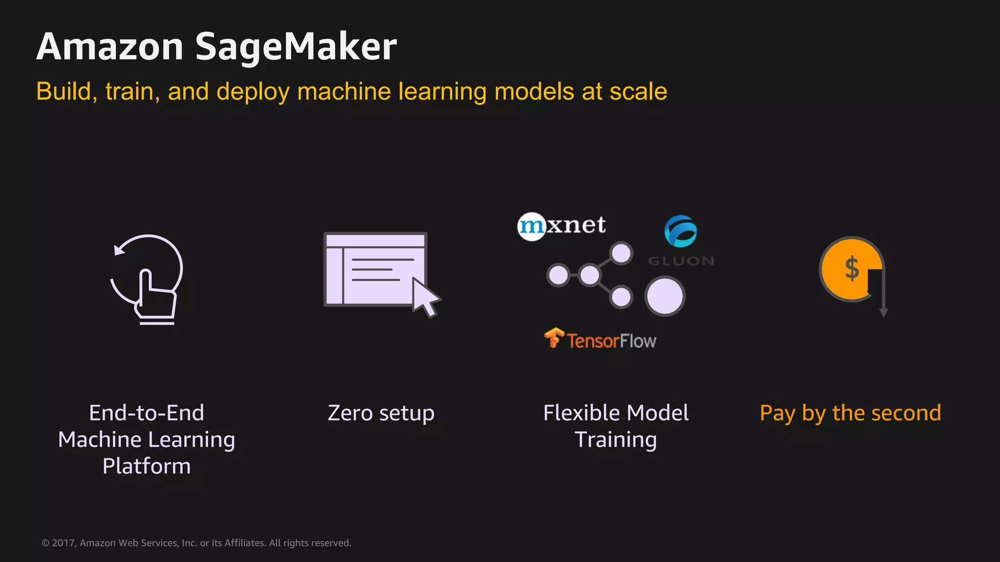 Amazon SageMaker
Build, train, and deploy machine learning models at scale
mxnet
GLUON
$
TensorFlow
End-to-End
Machine Learning
Platform
Zero setup
Flexible Model
Training
Pay by the second
© 2017, Amazon Web Services, Inc. or its Affiliates. All rights reserved.